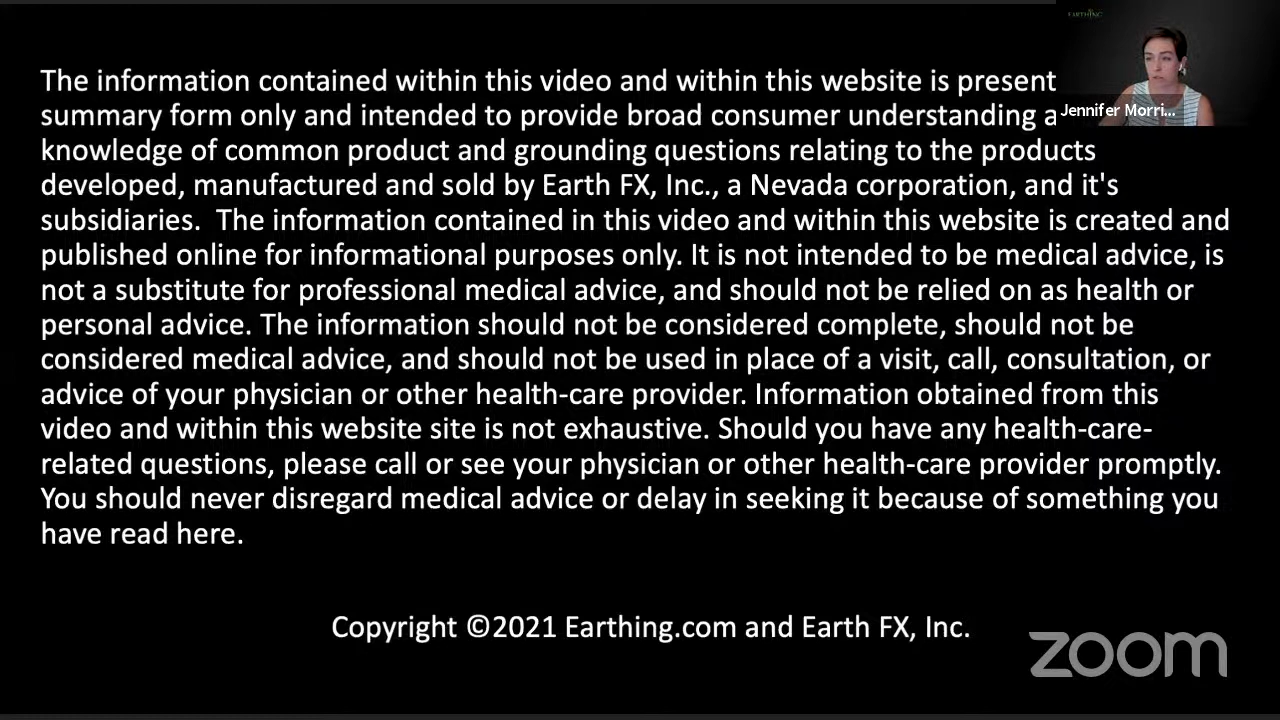 EARTHING
The information contained within this video and within this website is present
summary form only and intended to provide broad consumer understanding a
Jennifer Morri...
knowledge of common product and grounding questions relating to the products
developed, manufactured and sold by Earth FX, Inc., a Nevada corporation, and it's
subsidiaries.  The information contained in this video and within this website is created and
published online for informational purposes only. It is not intended to be medical advice, is
not a substitute for professional medical advice, and should not be relied on as health or
personal advice. The information should not be considered complete, should not be
considered medical advice, and should not be used in place of a visit, call, consultation, or
advice of your physician or other health-care provider. Information obtained from this
video and within this website site is not exhaustive. Should you have any health-care-
related questions, please call or see your physician or other health-care provider promptly.
You should never disregard medical advice or delay in seeking it because of something you
have read here.
Copyright ©2021 Earthing.com and Earth FX, Inc.
zoom